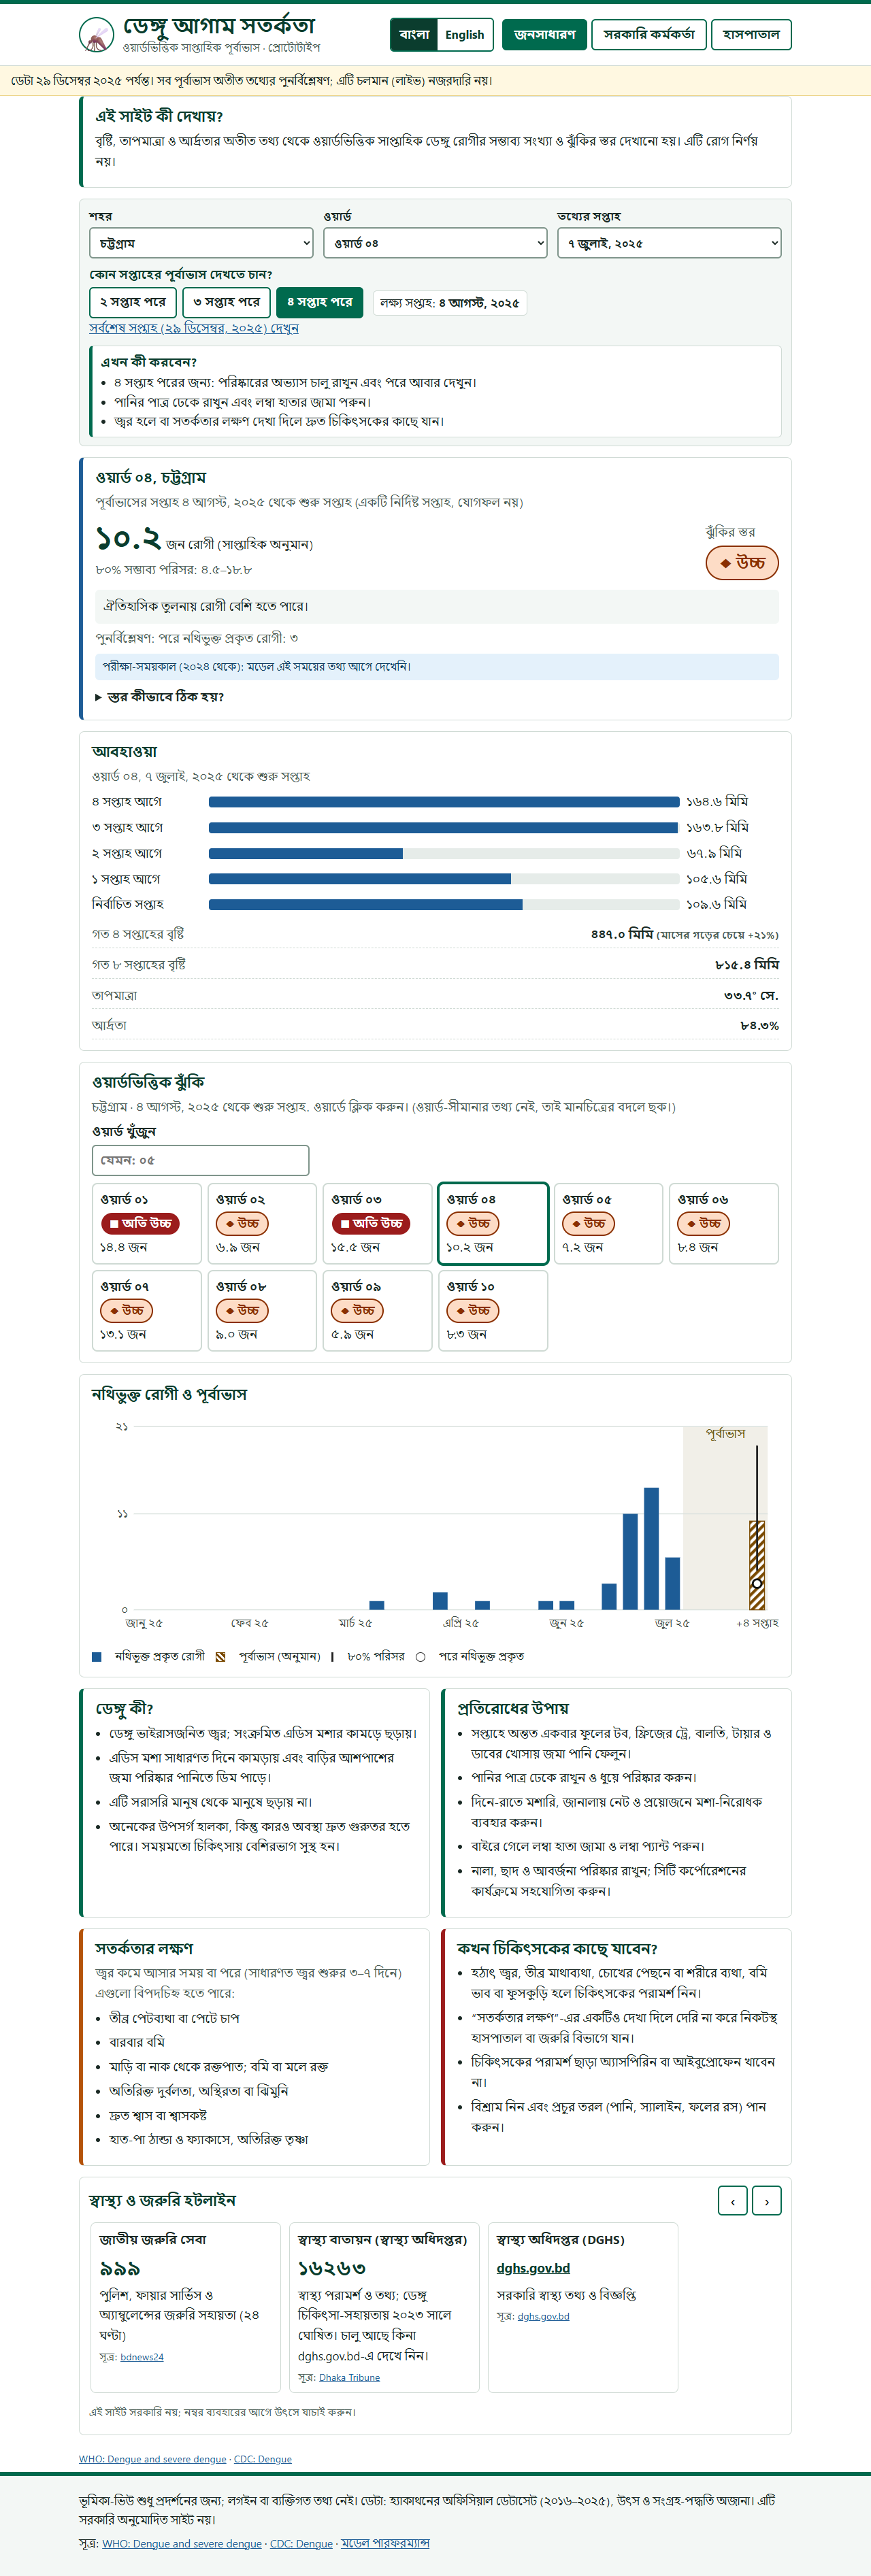 ডেঙ্গু আগাম সতর্কতা
ওয়ার্ডভিত্তিক সাপ্তাহিক পূর্বাভাস · প্রোটোটাইপ
বাংলা English জনসাধারণ সরকারি কর্মকর্তা হাসপাতাল
ডেটা ২৯ ডিসেম্বর ২০২৫ পর্যন্ত। সব পূর্বাভাস অতীত তথ্যের পুনর্বিশ্লেষণ; এটি চলমান (লাইভ) নজরদারি নয়।
এই সাইট কী দেখায়?
বৃষ্টি, তাপমাত্রা ও আর্দ্রতার অতীত তথ্য থেকে ওয়ার্ডভিত্তিক সাপ্তাহিক ডেঙ্গু রোগীর সম্ভাব্য সংখ্যা ও ঝুঁকির স্তর দেখানো হয়। এটি রোগ নির্ণয়
নয়।
শহর ওয়ার্ড তথ্যের সপ্তাহ
চট্টগ্রাম ওয়ার্ড ০৪ ৭ জুলাই, ২০২৫
কোন সপ্তাহের পূর্বাভাস দেখতে চান?
২ সপ্তাহ পরে ৩ সপ্তাহ পরে ৪ সপ্তাহ পরে লক্ষ্য সপ্তাহ: ৪ আগস্ট, ২০২৫
সর্বশেষ সপ্তাহ (২৯ ডিসেম্বর, ২০২৫) দেখুন
এখন কী করবেন?
• ৪ সপ্তাহ পরের জন্য: পরিষ্কারের অভ্যাস চালু রাখুন এবং পরে আবার দেখুন।
• পানির পাত্র ঢেকে রাখুন এবং লম্বা হাতার জামা পরুন।
• জ্বর হলে বা সতর্কতার লক্ষণ দেখা দিলে দ্রুত চিকিৎসকের কাছে যান।
ওয়ার্ড ০৪, চট্টগ্রাম
পূর্বাভাসের সপ্তাহ ৪ আগস্ট, ২০২৫ থেকে শুরু সপ্তাহ (একটি নির্দিষ্ট সপ্তাহ, যোগফল নয়)
১০.২ জন রোগী (সাপ্তাহিক অনুমান)
৮০% সম্ভাব্য পরিসর: ৪.৫–১৮.৮
ঝুঁকির স্তর
◆ উচ্চ
ঐতিহাসিক তুলনায় রোগী বেশি হতে পারে।
পুনর্বিশ্লেষণ: পরে নথিভুক্ত প্রকৃত রোগী: ৩
পরীক্ষা-সময়কাল (২০২৪ থেকে): মডেল এই সময়ের তথ্য আগে দেখেনি।
▶ স্তর কীভাবে ঠিক হয়?
আবহাওয়া
ওয়ার্ড ০৪, ৭ জুলাই, ২০২৫ থেকে শুরু সপ্তাহ
৪ সপ্তাহ আগে ১৬৪.৬ মিমি
৩ সপ্তাহ আগে ১৬৩.৮ মিমি
২ সপ্তাহ আগে ৬৭.৯ মিমি
১ সপ্তাহ আগে ১০৫.৬ মিমি
নির্বাচিত সপ্তাহ ১০৯.৬ মিমি
গত ৪ সপ্তাহের বৃষ্টি ৪৪৭.০ মিমি (মাসের গড়ের চেয়ে +২১%)
গত ৮ সপ্তাহের বৃষ্টি ৮১৫.৪ মিমি
তাপমাত্রা ৩৩.৭° সে.
আর্দ্রতা ৮৪.৩%
ওয়ার্ডভিত্তিক ঝুঁকি
চট্টগ্রাম · ৪ আগস্ট, ২০২৫ থেকে শুরু সপ্তাহ. ওয়ার্ডে ক্লিক করুন। (ওয়ার্ড-সীমানার তথ্য নেই, তাই মানচিত্রের বদলে ছক।)
ওয়ার্ড খুঁজুন
যেমন: ০৫
ওয়ার্ড ০১ ওয়ার্ড ০২ ওয়ার্ড ০৩ ওয়ার্ড ০৪ ওয়ার্ড ০৫ ওয়ার্ড ০৬
■ অতি উচ্চ ◆ উচ্চ ■ অতি উচ্চ ◆ উচ্চ ◆ উচ্চ ◆ উচ্চ
১৪.৪ জন ৬.৯ জন ১৫.৫ জন ১০.২ জন ৭.২ জন ৮.৪ জন
ওয়ার্ড ০৭ ওয়ার্ড ০৮ ওয়ার্ড ০৯ ওয়ার্ড ১০
◆ উচ্চ ◆ উচ্চ ◆ উচ্চ ◆ উচ্চ
১৩.১ জন ৯.০ জন ৫.৯ জন ৮.৩ জন
নথিভুক্ত রোগী ও পূর্বাভাস
২১
পূর্বাভাস
১১
০
জানু ২৫ ফেব ২৫ মার্চ ২৫ এপ্রি ২৫ জুন ২৫ জুল ২৫ +৪ সপ্তাহ
নথিভুক্ত প্রকৃত রোগী পূর্বাভাস (অনুমান) ৮০% পরিসর পরে নথিভুক্ত প্রকৃত
ডেঙ্গু কী?
• ডেঙ্গু ভাইরাসজনিত জ্বর; সংক্রমিত এডিস মশার কামড়ে ছড়ায়।
• এডিস মশা সাধারণত দিনে কামড়ায় এবং বাড়ির আশপাশের
জমা পরিষ্কার পানিতে ডিম পাড়ে।
• এটি সরাসরি মানুষ থেকে মানুষে ছড়ায় না।
• অনেকের উপসর্গ হালকা, কিন্তু কারও অবস্থা দ্রুত গুরুতর হতে
পারে। সময়মতো চিকিৎসায় বেশিরভাগ সুস্থ হন।
প্রতিরোধের উপায়
• সপ্তাহে অন্তত একবার ফুলের টব, ফ্রিজের ট্রে, বালতি, টায়ার ও
ডাবের খোসায় জমা পানি ফেলুন।
• পানির পাত্র ঢেকে রাখুন ও ধুয়ে পরিষ্কার করুন।
• দিনে-রাতে মশারি, জানালায় নেট ও প্রয়োজনে মশা-নিরোধক
ব্যবহার করুন।
• বাইরে গেলে লম্বা হাতা জামা ও লম্বা প্যান্ট পরুন।
• নালা, ছাদ ও আবর্জনা পরিষ্কার রাখুন; সিটি কর্পোরেশনের
কার্যক্রমে সহযোগিতা করুন।
সতর্কতার লক্ষণ
জ্বর কমে আসার সময় বা পরে (সাধারণত জ্বর শুরুর ৩–৭ দিনে)
এগুলো বিপদচিহ্ন হতে পারে:
• তীব্র পেটব্যথা বা পেটে চাপ
• বারবার বমি
• মাড়ি বা নাক থেকে রক্তপাত; বমি বা মলে রক্ত
• অতিরিক্ত দুর্বলতা, অস্থিরতা বা ঝিমুনি
• দ্রুত শ্বাস বা শ্বাসকষ্ট
• হাত-পা ঠান্ডা ও ফ্যাকাসে, অতিরিক্ত তৃষ্ণা
কখন চিকিৎসকের কাছে যাবেন?
• হঠাৎ জ্বর, তীব্র মাথাব্যথা, চোখের পেছনে বা শরীরে ব্যথা, বমি
ভাব বা ফুসকুড়ি হলে চিকিৎসকের পরামর্শ নিন।
• “সতর্কতার লক্ষণ”-এর একটিও দেখা দিলে দেরি না করে নিকটস্থ
হাসপাতাল বা জরুরি বিভাগে যান।
• চিকিৎসকের পরামর্শ ছাড়া অ্যাসপিরিন বা আইবুপ্রোফেন খাবেন
না।
• বিশ্রাম নিন এবং প্রচুর তরল (পানি, স্যালাইন, ফলের রস) পান
করুন।
স্বাস্থ্য ও জরুরি হটলাইন ‹ ›
জাতীয় জরুরি সেবা
৯৯৯
পুলিশ, ফায়ার সার্ভিস ও
অ্যাম্বুলেন্সের জরুরি সহায়তা (২৪
ঘণ্টা)
সূত্র: bdnews24
স্বাস্থ্য বাতায়ন (স্বাস্থ্য অধিদপ্তর)
১৬২৬৩
স্বাস্থ্য পরামর্শ ও তথ্য; ডেঙ্গু
চিকিৎসা-সহায়তায় ২০২৩ সালে
ঘোষিত। চালু আছে কিনা
dghs.gov.bd-এ দেখে নিন।
সূত্র: Dhaka Tribune
স্বাস্থ্য অধিদপ্তর (DGHS)
dghs.gov.bd
সরকারি স্বাস্থ্য তথ্য ও বিজ্ঞপ্তি
সূত্র: dghs.gov.bd
এই সাইট সরকারি নয়; নম্বর ব্যবহারের আগে উৎসে যাচাই করুন।
WHO: Dengue and severe dengue · CDC: Dengue
ভূমিকা-ভিউ শুধু প্রদর্শনের জন্য; লগইন বা ব্যক্তিগত তথ্য নেই। ডেটা: হ্যাকাথনের অফিসিয়াল ডেটাসেট (২০১৬–২০২৫), উৎস ও সংগ্রহ-পদ্ধতি অজানা। এটি
সরকারি অনুমোদিত সাইট নয়।
সূত্র: WHO: Dengue and severe dengue · CDC: Dengue · মডেল পারফরম্যান্স